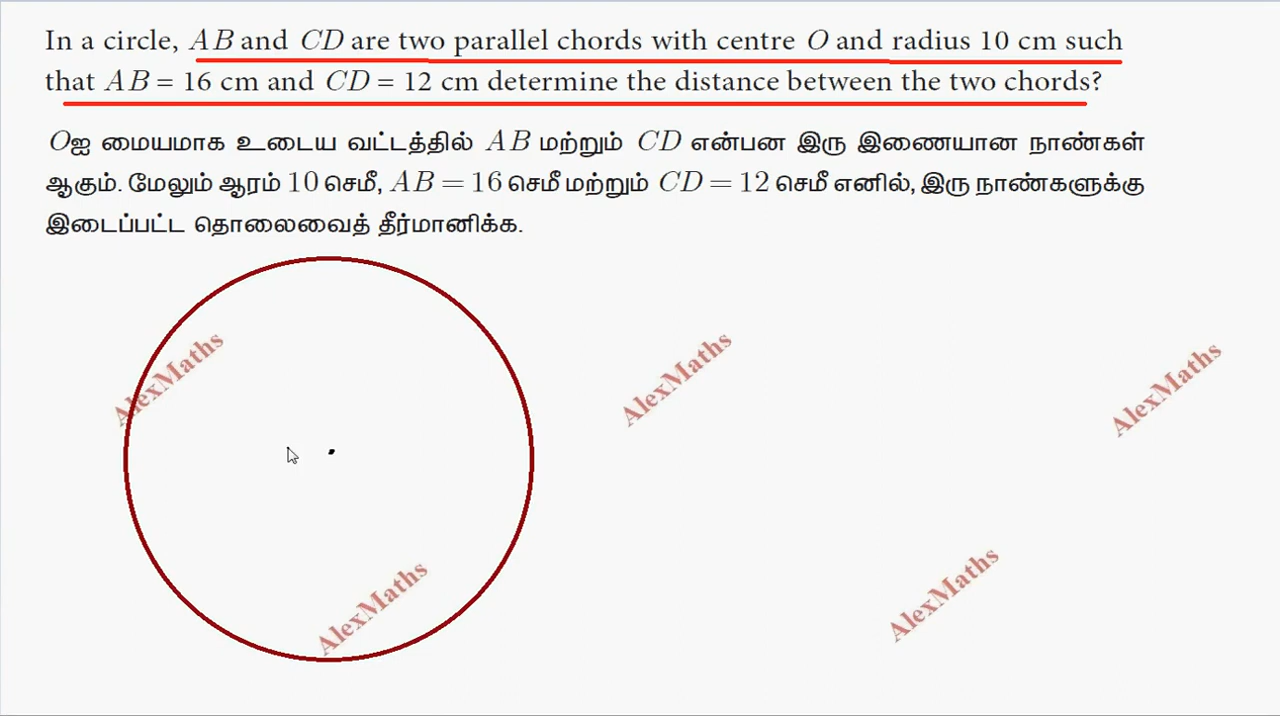 In a circle, AB and CD are two parallel chords with centre O and radius 10 cm such
that AB = 16 cm and CD = 12 cm determine the distance between the two chords?
Oஐ மையமாக உடைய வட்டத்தில் AB மற்றும் CD என்பன இரு இணையான நாண்கள்
ஆகும். மேலும் ஆரம் 10 செமீ, AB = 16 செமீ மற்றும் CD = 12 செமீ எனில், இரு நாண்களுக்கு
இடைப்பட்ட தொலைவைத் தீர்மானிக்க.
AlexMaths
AlexMaths
AlexMaths
AlexMaths
AlexMaths